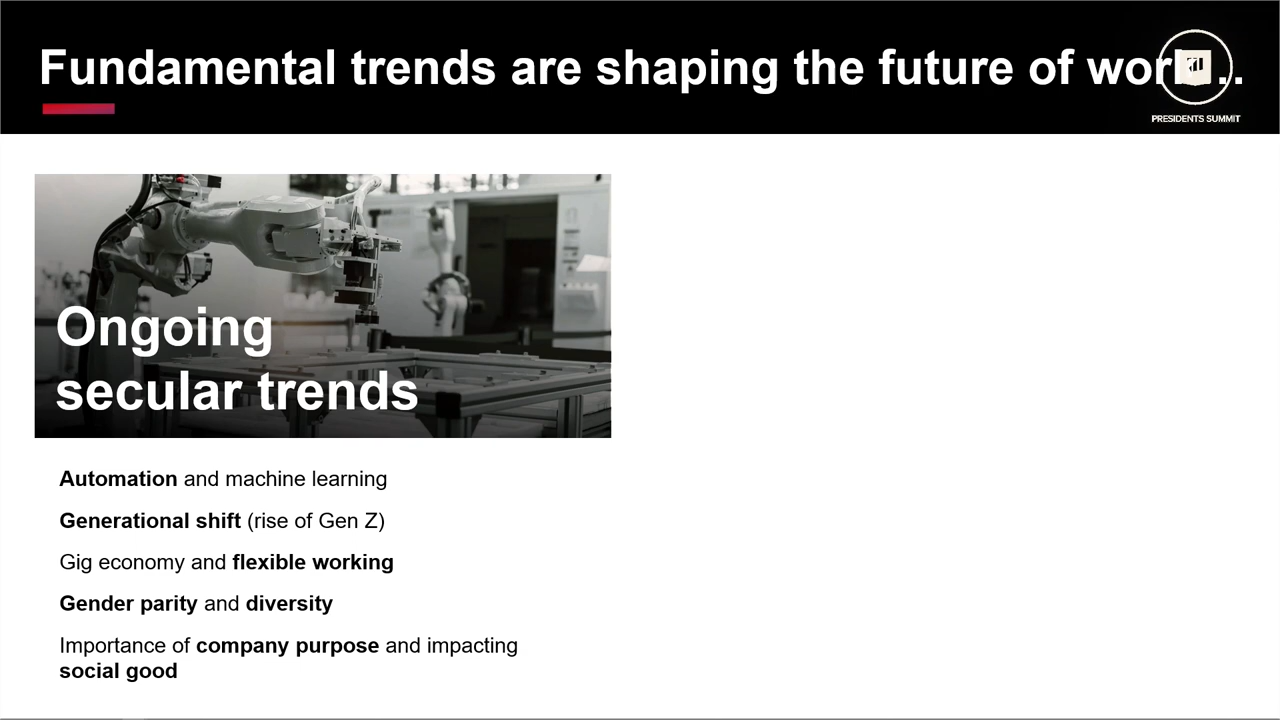 Fundamental trends are shaping the future of work...
PRESIDENTS SUMMIT
Ongoing
secular trends
Automation and machine learning
Generational shift (rise of Gen Z)
Gig economy and flexible working
Gender parity and diversity
Importance of company purpose and impacting
social good